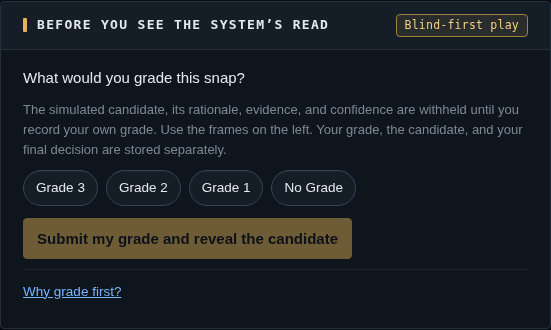 BEFORE YOU SEE THE SYSTEM’S READ
Blind-first play
What would you grade this snap?
The simulated candidate, its rationale, evidence, and confidence are withheld until you
record your own grade. Use the frames on the left. Your grade, the candidate, and your
final decision are stored separately.
Grade 3
Grade 2
Grade 1
No Grade
Submit my grade and reveal the candidate
Why grade first?